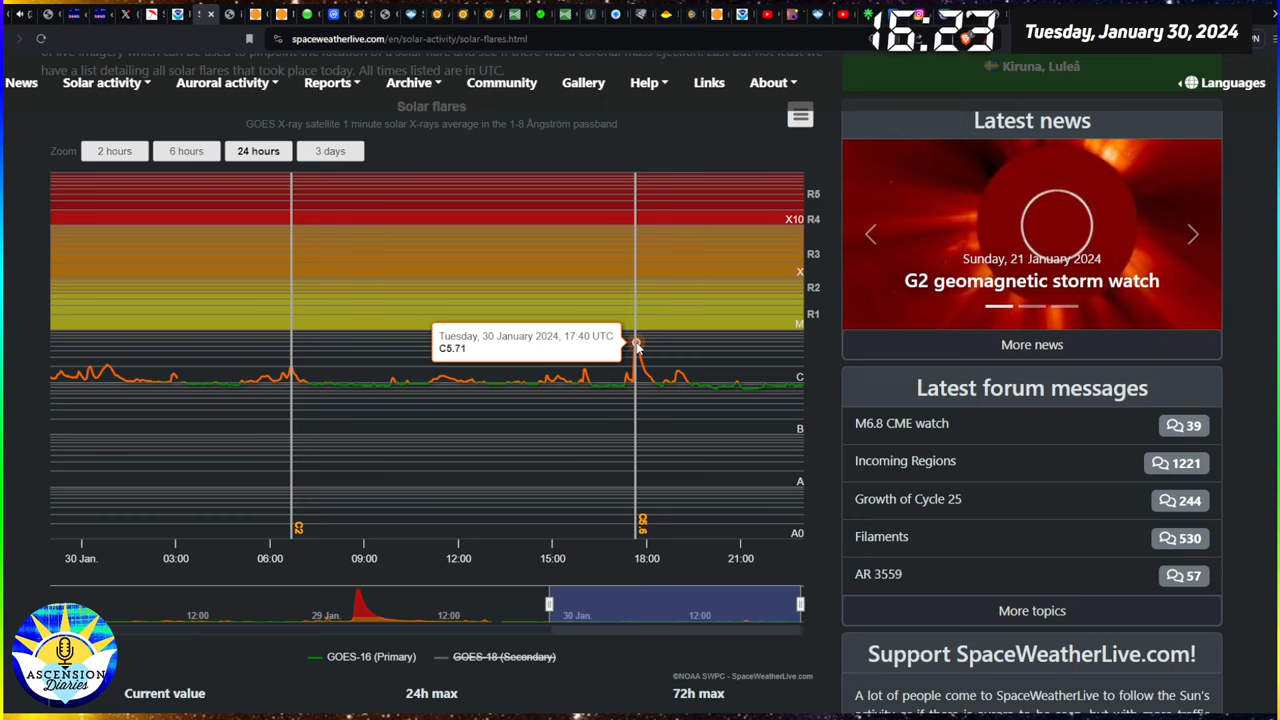 16:23
Tuesday, January 30, 2024
spaceweatherlive.com/en/solar-activity/solar-flares.html
have a list detailing all solar flares that took place today. All times listed are in UTC.
News Solar activity Auroral activity Reports Archive Community Gallery Help Links About Languages
Kiruna, Luleå
Solar flares
GOES X-ray satellite 1 minute solar X-rays average in the 1-8 Ångström passband
Zoom 2 hours 6 hours 24 hours 3 days
R5
X10 R4
R3
X
R2
R1
M
Tuesday, 30 January 2024, 17:40 UTC
C5.71
C
B
A
A0
C2
C5.6
30 Jan. 03:00 06:00 09:00 12:00 15:00 18:00 21:00
12:00 29 Jan. 12:00 30 Jan. 12:00
GOES-16 (Primary) GOES-18 (Secondary)
©NOAA SWPC - SpaceWeatherLive.com
Current value 24h max 72h max
ASCENSION
Diaries
Latest news
Sunday, 21 January 2024
G2 geomagnetic storm watch
More news
Latest forum messages
M6.8 CME watch 39
Incoming Regions 1221
Growth of Cycle 25 244
Filaments 530
AR 3559 57
More topics
Support SpaceWeatherLive.com!
A lot of people come to SpaceWeatherLive to follow the Sun's